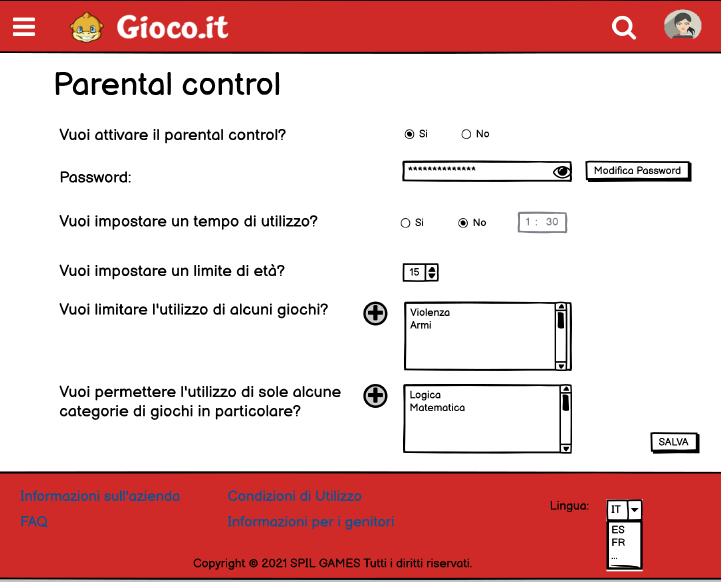 Gioco.it
Parental control
Vuoi attivare il parental control?
Si
No
Password:
**************
Modifica Password
Vuoi impostare un tempo di utilizzo?
Si
No
1 : 30
Vuoi impostare un limite di età?
15
Vuoi limitare l'utilizzo di alcuni giochi?
Violenza
Armi
Vuoi permettere l'utilizzo di sole alcune
categorie di giochi in particolare?
Logica
Matematica
SALVA
Informazioni sull'azienda
Condizioni di Utilizzo
Lingua:
IT
FAQ
Informazioni per i genitori
ES
FR
...
Copyright © 2021 SPIL GAMES Tutti i diritti riservati.